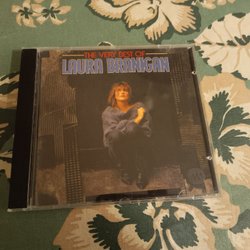 THE VERY BEST OF
LAURA BRANIGAN